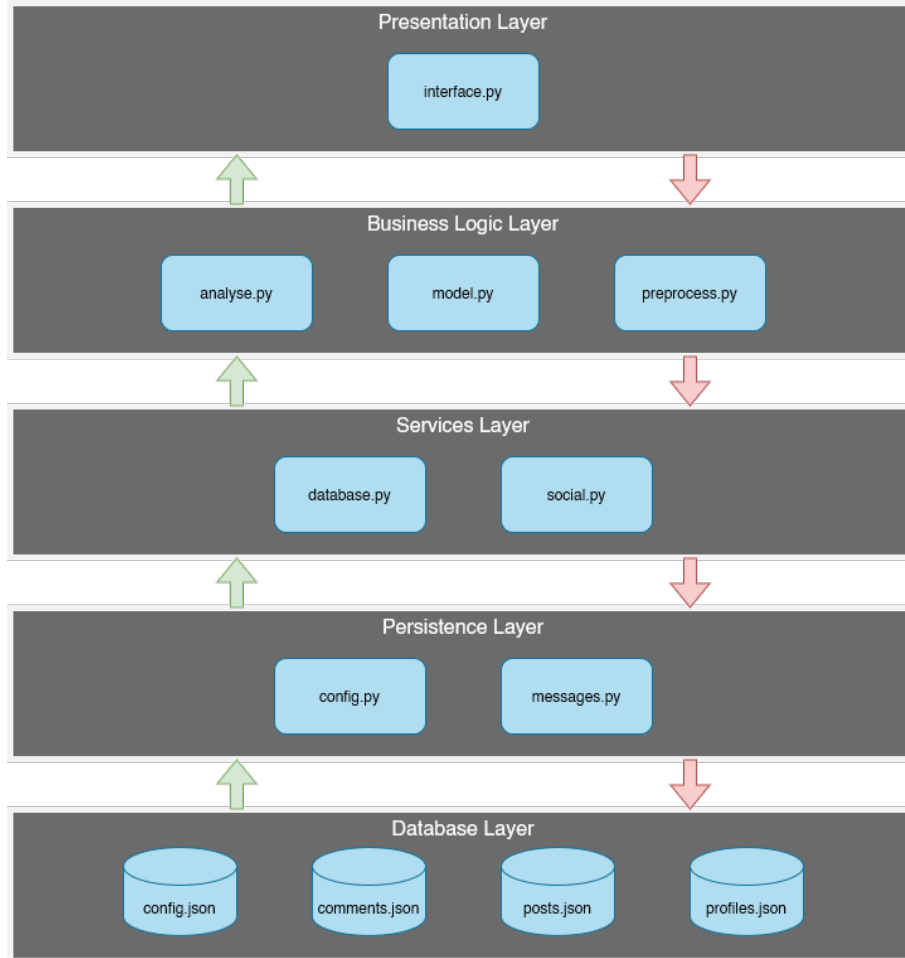 Presentation Layer
interface.py
Business Logic Layer
analyse.py
model.py
preprocess.py
Services Layer
database.py
social.py
Persistence Layer
config.py
messages.py
Database Layer
config.json
comments.json
posts.json
profiles.json